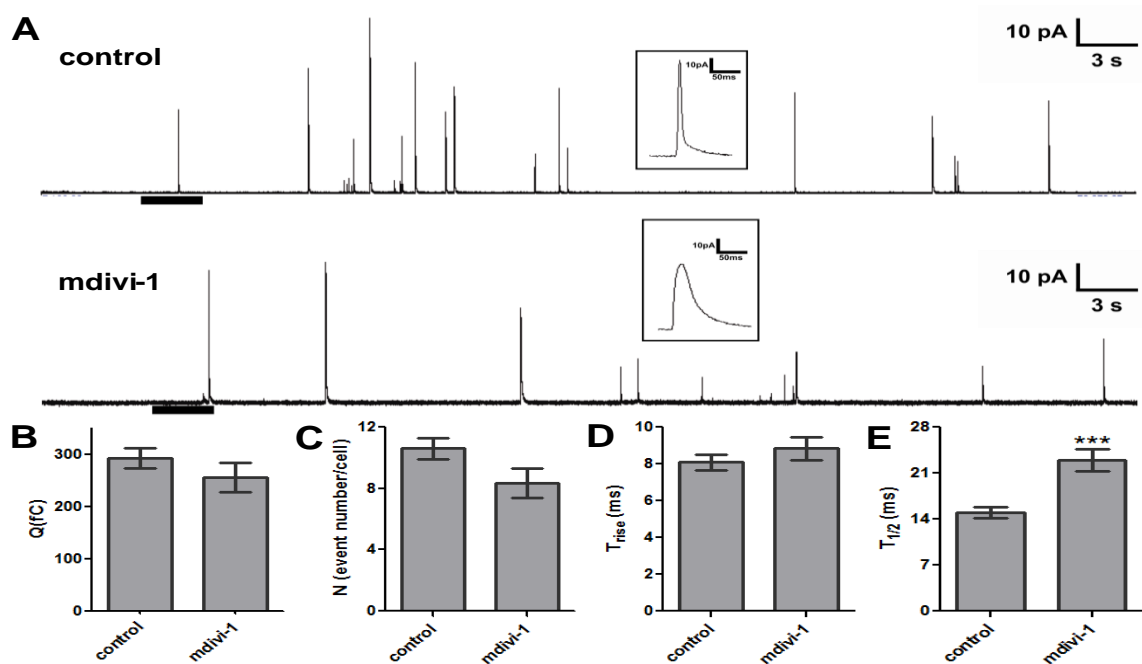 A
control
10 pA
3 s
10pA
50ms
mdivi-1
10 pA
3 s
10pA
50ms
B
Q(fC)
300
200
100
0
control
mdivi-1
C
N (event number/cell)
12
8
4
0
control
mdivi-1
D
Trise (ms)
10
8
6
4
2
0
control
mdivi-1
E
T1/2 (ms)
28
21
14
7
0
***
control
mdivi-1